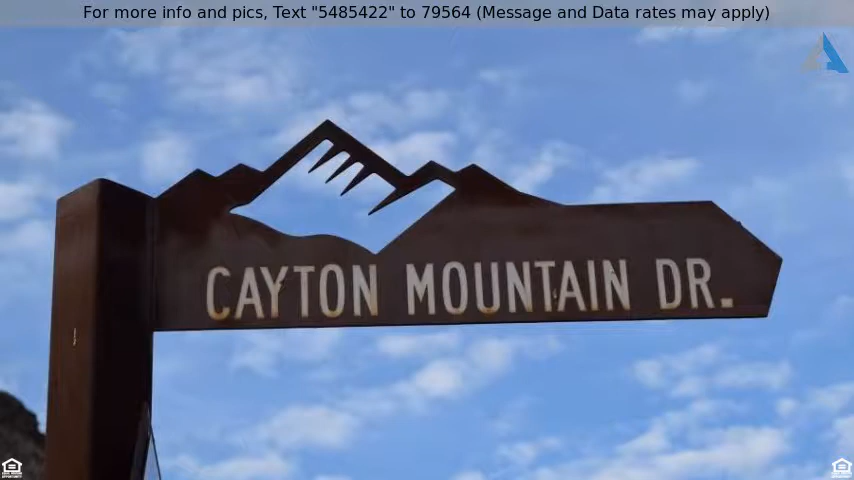 For more info and pics, Text "5485422" to 79564 (Message and Data rates may apply)
CAYTON MOUNTAIN DR.